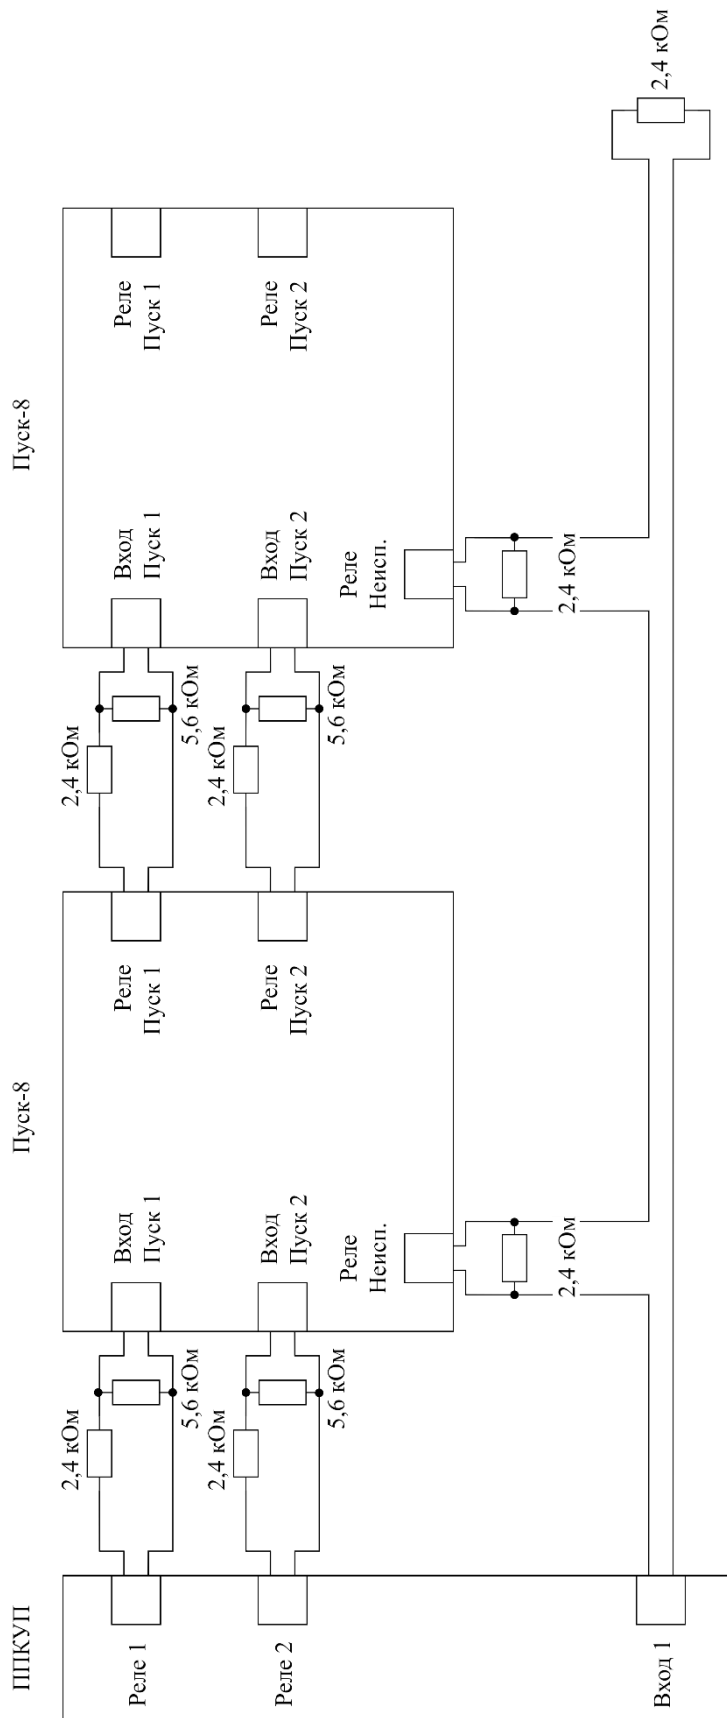 ППКУП
Реле 1
Реле 2
Вход 1
2,4 кОм
5,6 кОм
2,4 кОм
5,6 кОм
Пуск-8
Вход
Пуск 1
Вход
Пуск 2
Реле
Неисп.
2,4 кОм
Реле
Пуск 1
Реле
Пуск 2
2,4 кОм
5,6 кОм
2,4 кОм
5,6 кОм
Пуск-8
Вход
Пуск 1
Вход
Пуск 2
Реле
Неисп.
2,4 кОм
Реле
Пуск 1
Реле
Пуск 2
2,4 кОм